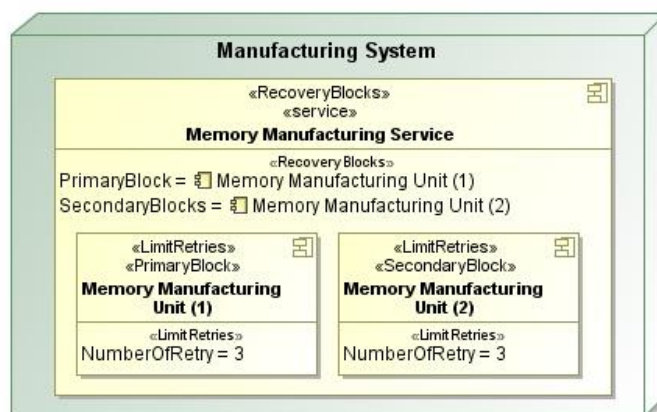 Manufacturing System
«RecoveryBlocks»
«service»
Memory Manufacturing Service
«RecoveryBlocks»
PrimaryBlock = Memory Manufacturing Unit (1)
SecondaryBlocks = Memory Manufacturing Unit (2)
«LimitRetries»
«PrimaryBlock»
Memory Manufacturing
Unit (1)
«LimitRetries»
NumberOfRetry = 3
«LimitRetries»
«SecondaryBlock»
Memory Manufacturing
Unit (2)
«LimitRetries»
NumberOfRetry = 3